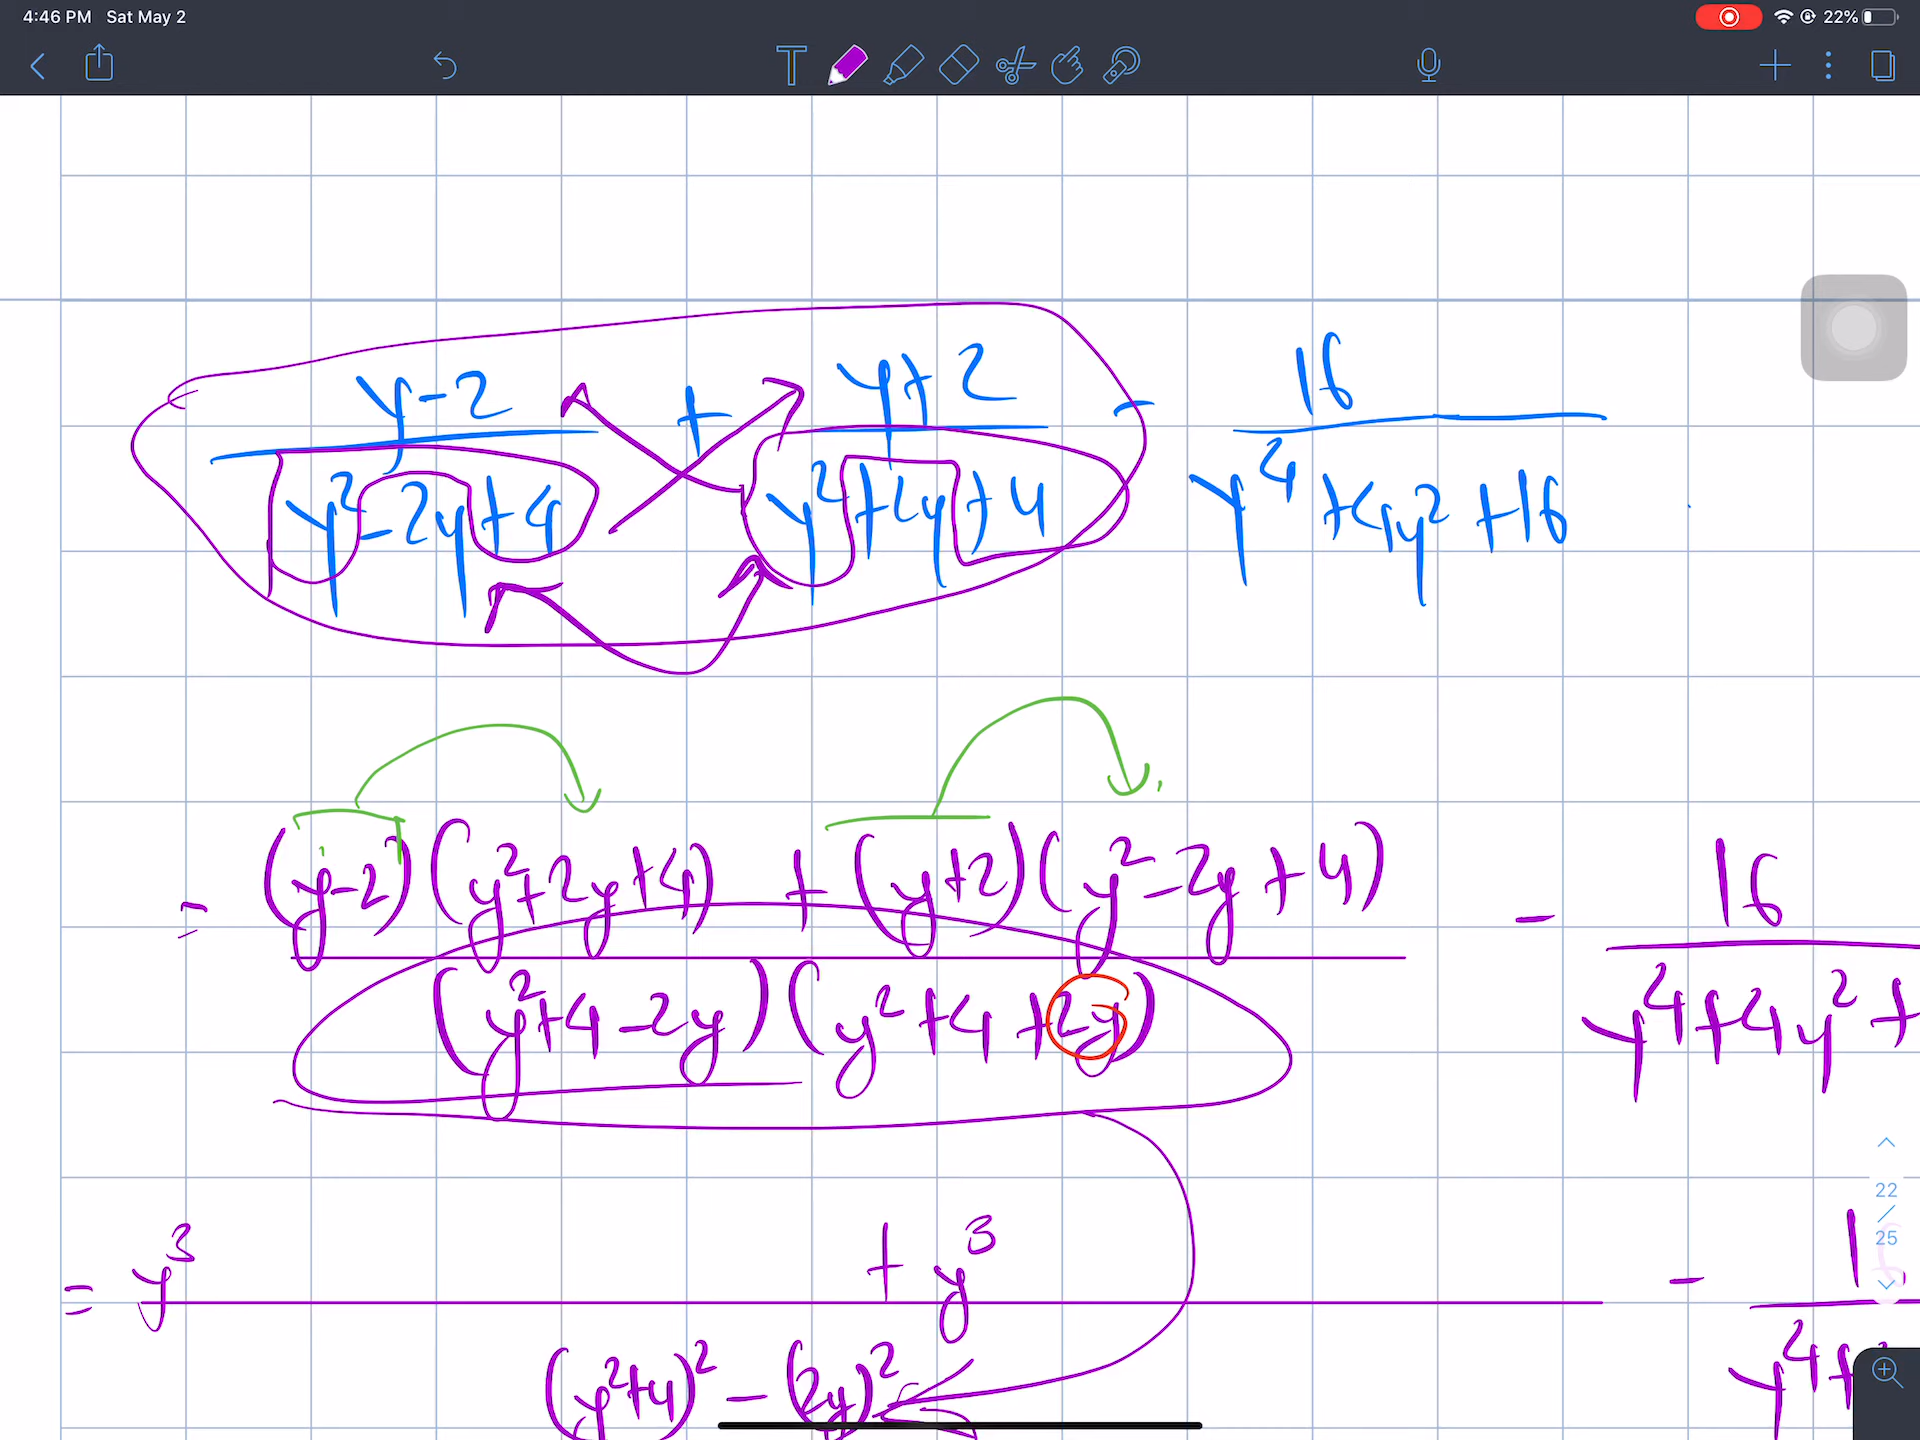 4:46 PM Sat May 2
22%
y-2 / y²-2y+4 + y+2 / y²+2y+4 - 16 / y⁴+4y²+16
= (y-2)(y²+2y+4) + (y+2)(y²-2y+4) / (y²+4-2y)(y²+4+2y) - 16 / y⁴+4y²+
= y³ + y³ / (y²+4)² - (2y)² - 1 / y⁴+
22
/
25